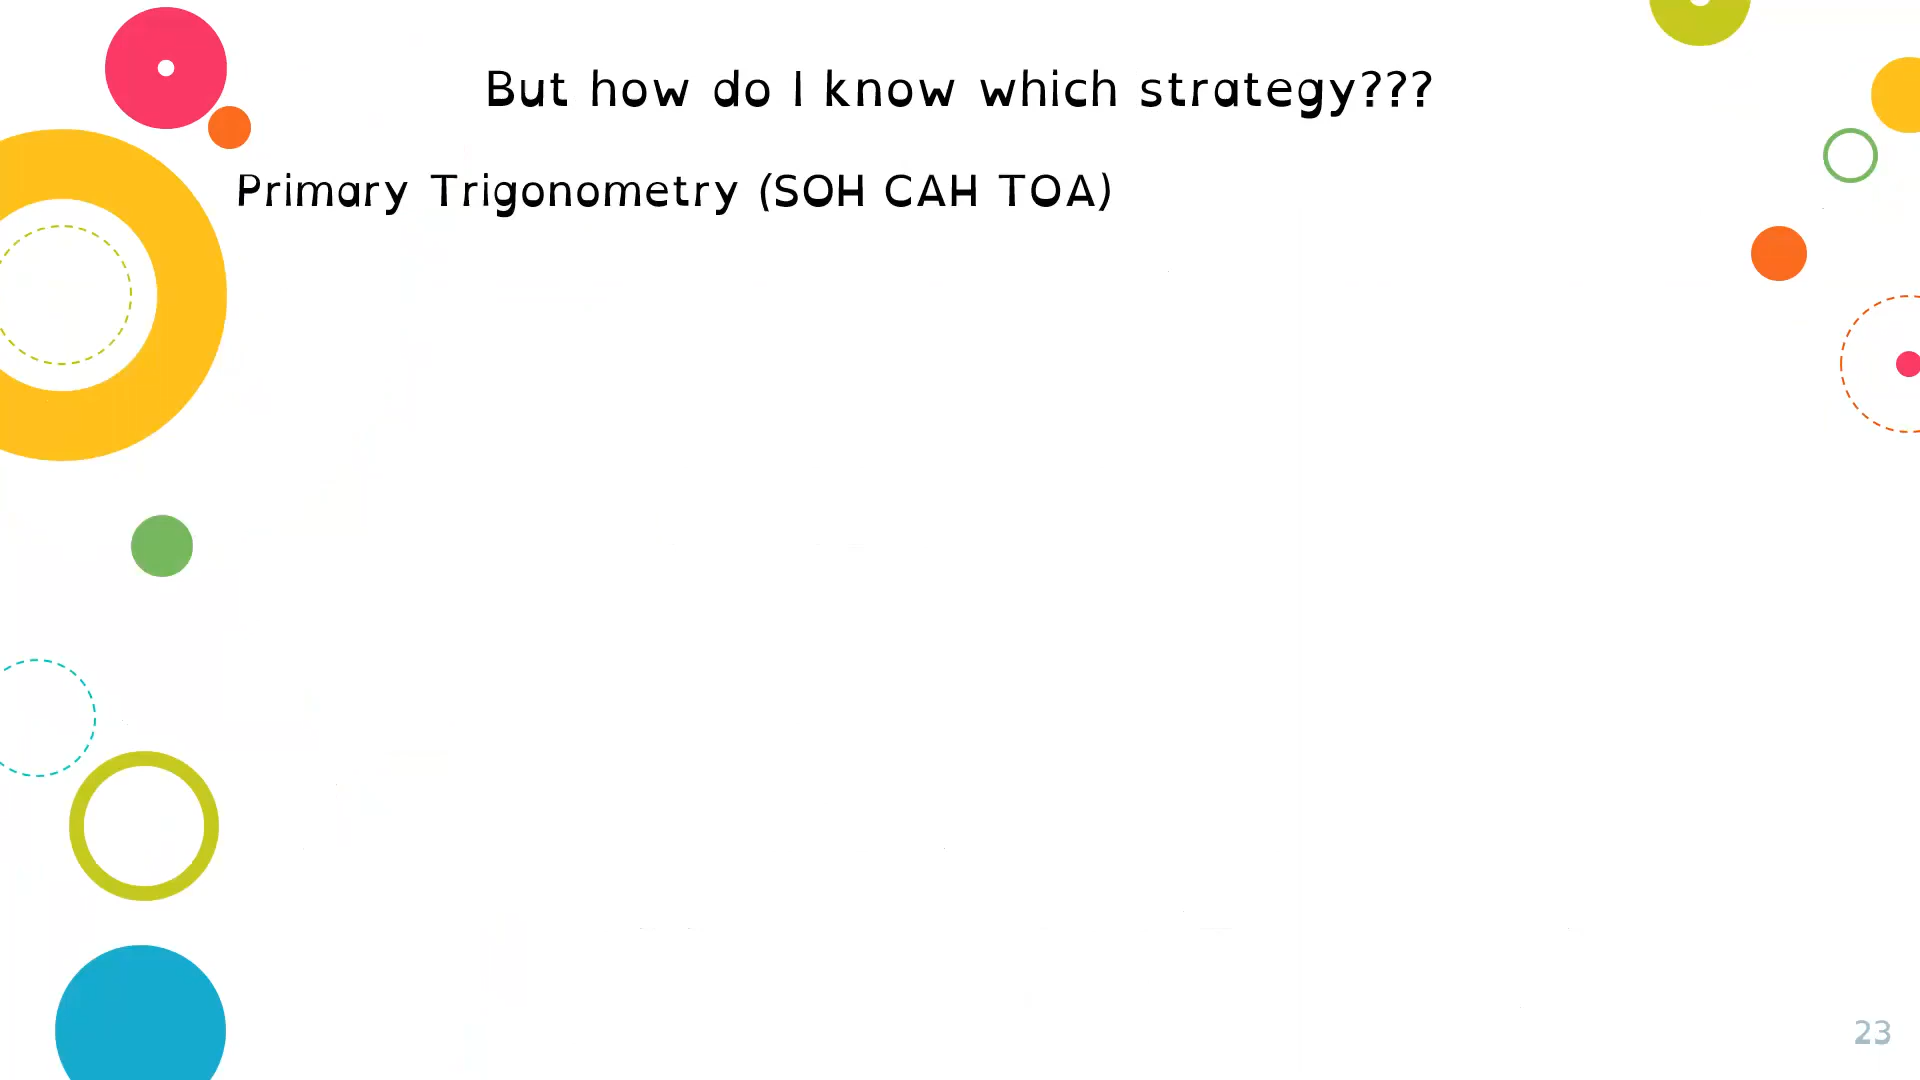 But how do I know which strategy???
Primary Trigonometry (SOH CAH TOA)
23